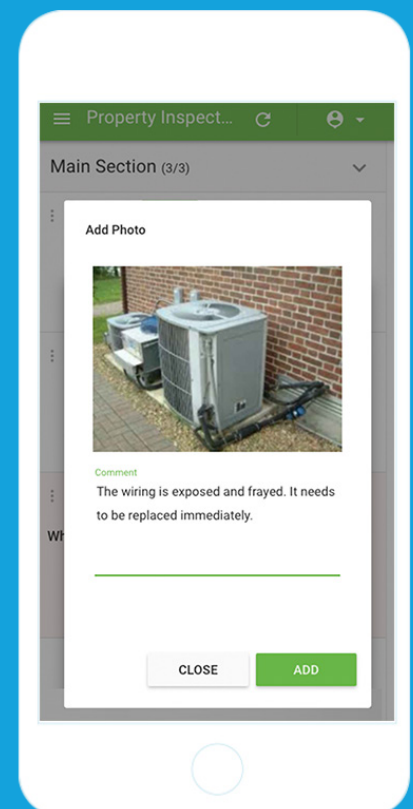 Property Inspect...
Main Section (3/3)
Add Photo
Comment
The wiring is exposed and frayed. It needs
to be replaced immediately.
Wh
CLOSE
ADD